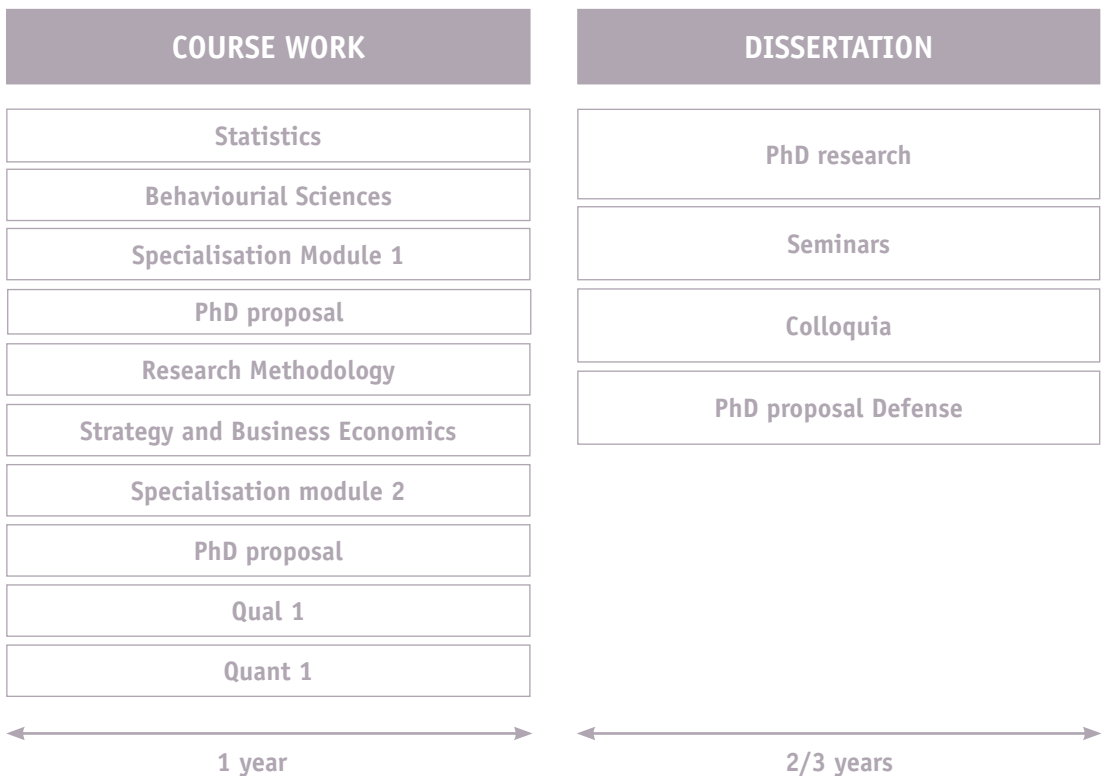 COURSE WORK
Statistics
Behaviourial Sciences
Specialisation Module 1
PhD proposal
Research Methodology
Strategy and Business Economics
Specialisation module 2
PhD proposal
Qual 1
Quant 1
1 year
DISSERTATION
PhD research
Seminars
Colloquia
PhD proposal Defense
2/3 years